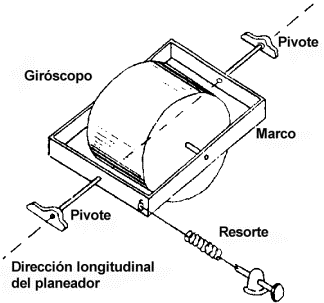 Pivote
Giróscopo
Marco
Pivote
Resorte
Dirección longitudinal
del planeador